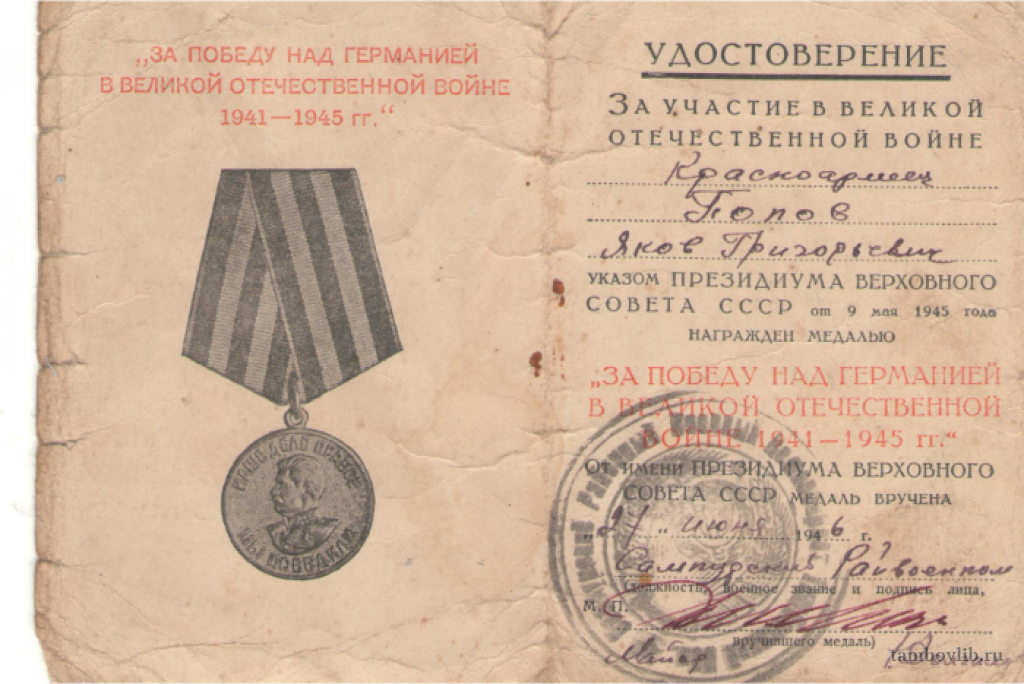 „ЗА ПОБЕДУ НАД ГЕРМАНИЕЙ
В ВЕЛИКОЙ ОТЕЧЕСТВЕННОЙ ВОЙНЕ
1941—1945 гг.“
НАШЕ ДЕЛО ПРАВОЕ
МЫ ПОБЕДИЛИ
УДОСТОВЕРЕНИЕ
ЗА УЧАСТИЕ В ВЕЛИКОЙ
ОТЕЧЕСТВЕННОЙ ВОЙНЕ
Красноармеец
Попов
Яков Григорьевич
УКАЗОМ ПРЕЗИДИУМА ВЕРХОВНОГО
СОВЕТА СССР от 9 мая 1945 года
НАГРАЖДЕН МЕДАЛЬЮ
„ЗА ПОБЕДУ НАД ГЕРМАНИЕЙ
В ВЕЛИКОЙ ОТЕЧЕСТВЕННОЙ
ВОЙНЕ 1941—1945 гг.“
ОТ ИМЕНИ ПРЕЗИДИУМА ВЕРХОВНОГО
СОВЕТА СССР МЕДАЛЬ ВРУЧЕНА
„24 „ июня 1946 г.
Сампурский Райвоенком
(должность, военное звание и подпись лица,
М. П.
вручившего медаль)
Майор
tambovlib.ru